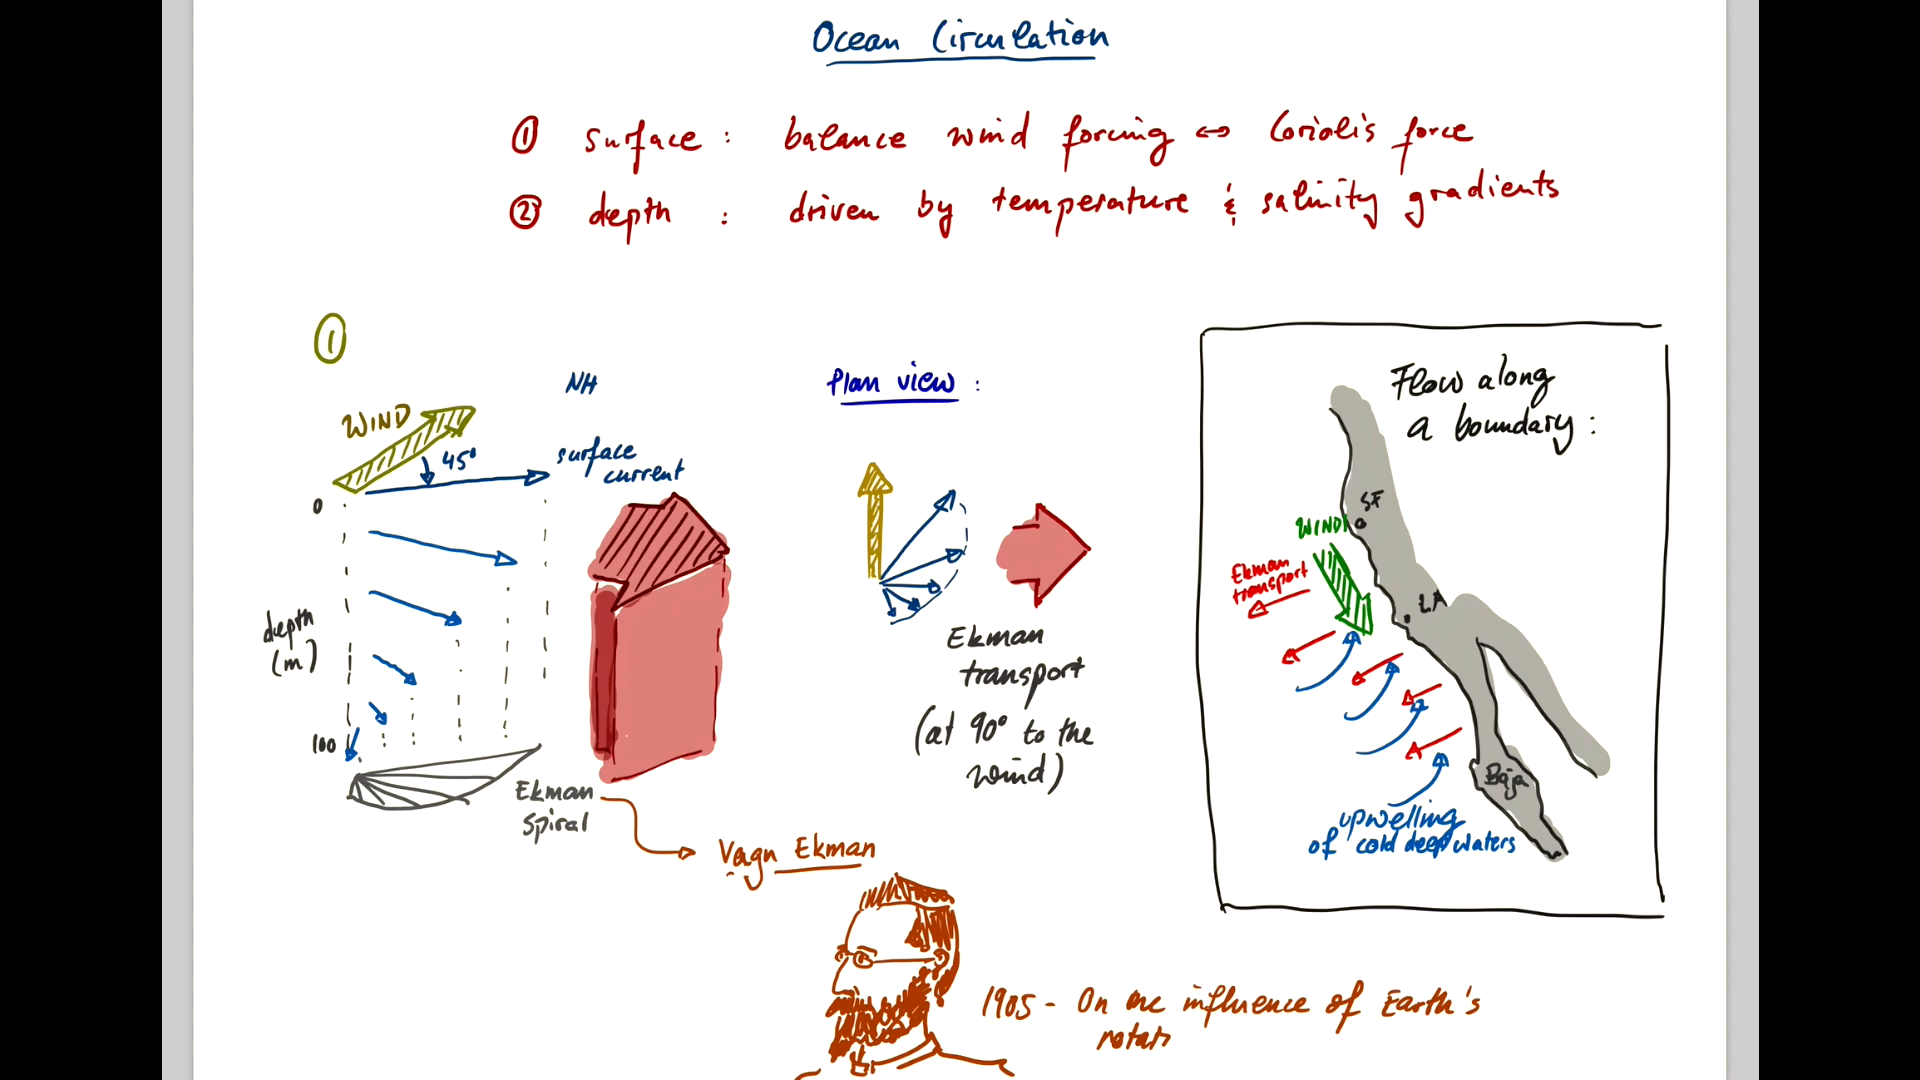 Ocean Circulation
① surface : balance wind forcing ↔ Coriolis force
② depth : driven by temperature & salinity gradients
①
NH
WIND
45°
surface
current
0
depth
(m)
100
Ekman
spiral
Vagn Ekman
Plan view :
Ekman
transport
(at 90° to the
wind)
Flow along
a boundary :
SF
WIND
Ekman
transport
LA
Baja
upwelling
of cold deep waters
1905 - On the influence of Earth's
rotati